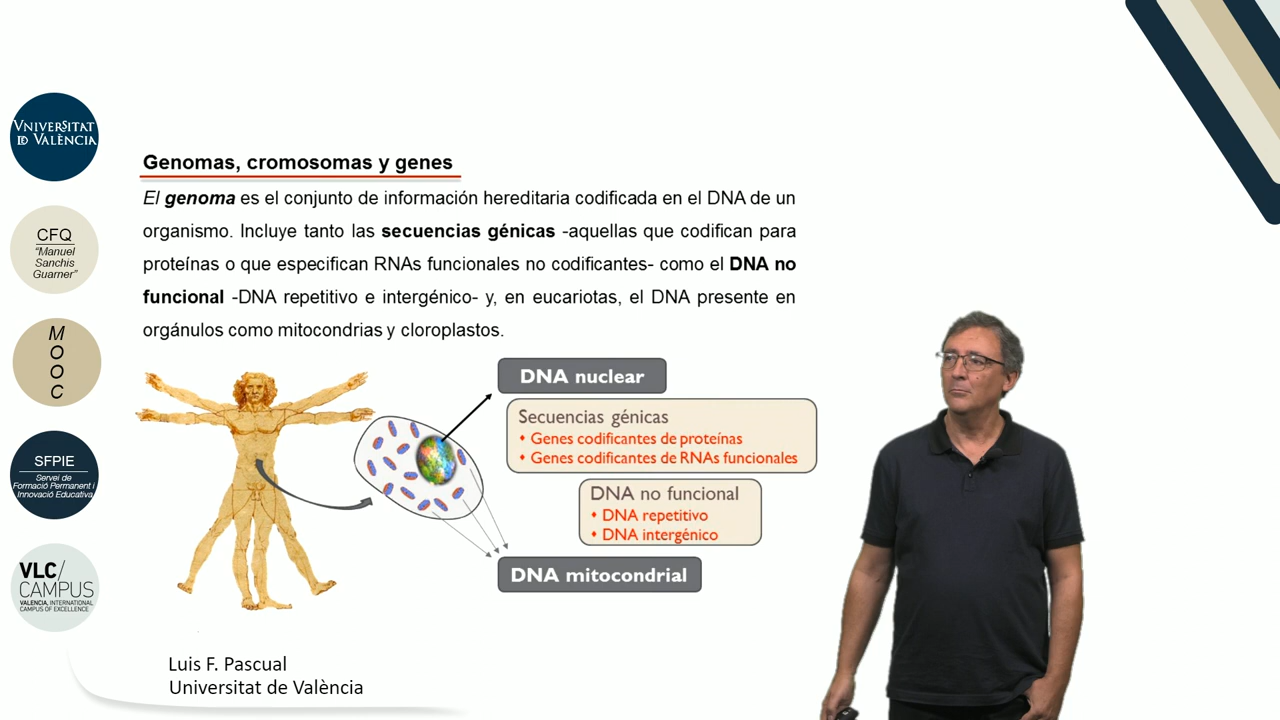 VNIVERSITAT
ID VALÈNCIA
CFQ
"Manuel
Sanchis
Guarner"
M
O
O
C
SFPIE
Servei de
Formació Permanent i
Innovació Educativa
VLC/
CAMPUS
VALENCIA, INTERNATIONAL
CAMPUS OF EXCELLENCE
Genomas, cromosomas y genes
El genoma es el conjunto de información hereditaria codificada en el DNA de un
organismo. Incluye tanto las secuencias génicas -aquellas que codifican para
proteínas o que especifican RNAs funcionales no codificantes- como el DNA no
funcional -DNA repetitivo e intergénico- y, en eucariotas, el DNA presente en
orgánulos como mitocondrias y cloroplastos.
DNA nuclear
Secuencias génicas
• Genes codificantes de proteínas
• Genes codificantes de RNAs funcionales
DNA no funcional
• DNA repetitivo
• DNA intergénico
DNA mitocondrial
Luis F. Pascual
Universitat de València